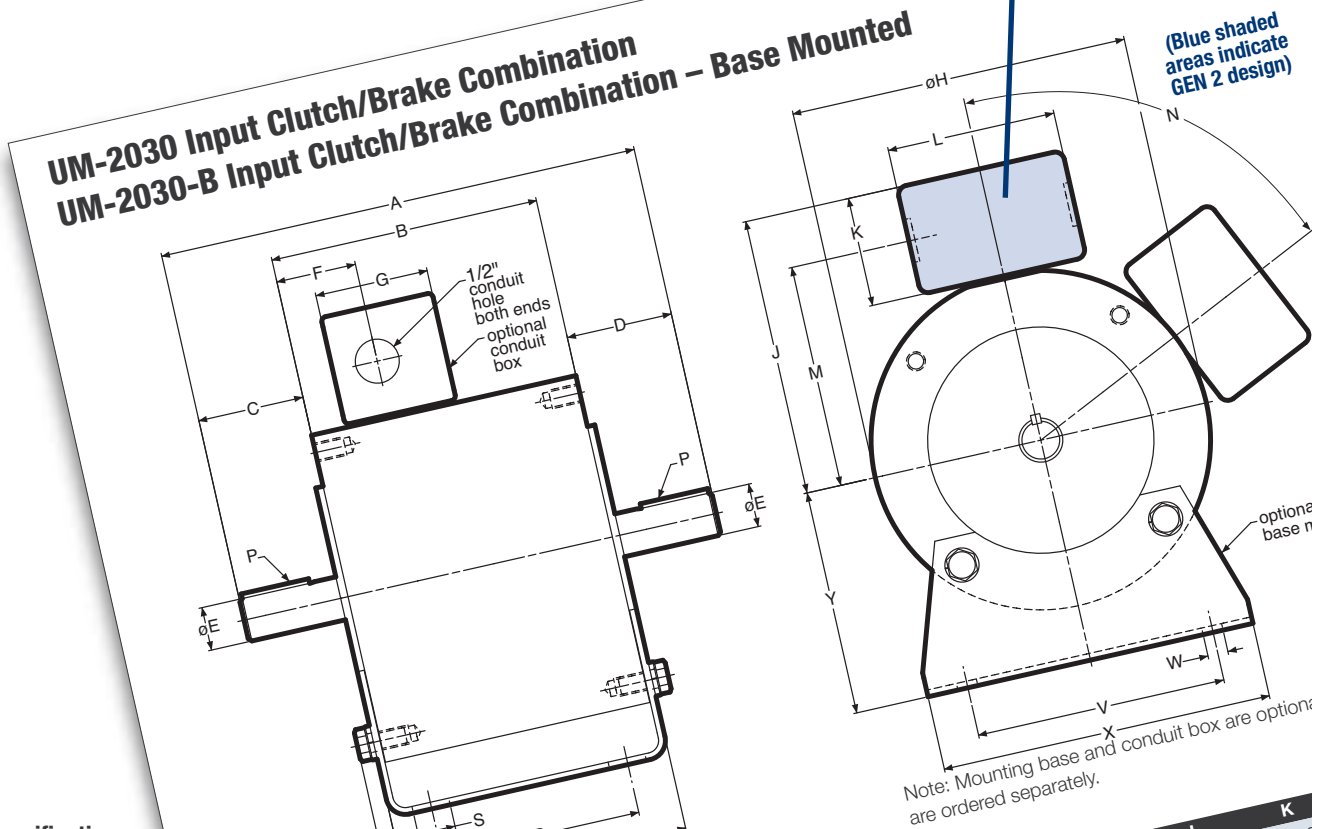 UM-2030 Input Clutch/Brake Combination
UM-2030-B Input Clutch/Brake Combination – Base Mounted
(Blue shaded
areas indicate
GEN 2 design)
A
B
F
G
1/2"
conduit
hole
both ends
optional
conduit
box
C
D
P
P
øE
øE
S
øH
L
N
K
J
M
Y
W
V
X
Note: Mounting base and conduit box are
are ordered separately.
K